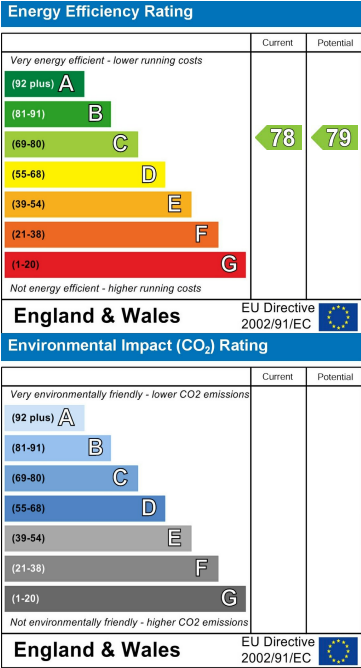 Energy Efficiency Rating
Current Potential
Very energy efficient - lower running costs
(92 plus) A
(81-91) B
(69-80) C
78 79
(55-68) D
(39-54) E
(21-38) F
(1-20) G
Not energy efficient - higher running costs
England & Wales
EU Directive
2002/91/EC
Environmental Impact (CO₂) Rating
Current Potential
Very environmentally friendly - lower CO2 emissions
(92 plus) A
(81-91) B
(69-80) C
(55-68) D
(39-54) E
(21-38) F
(1-20) G
Not environmentally friendly - higher CO2 emissions
England & Wales
EU Directive
2002/91/EC